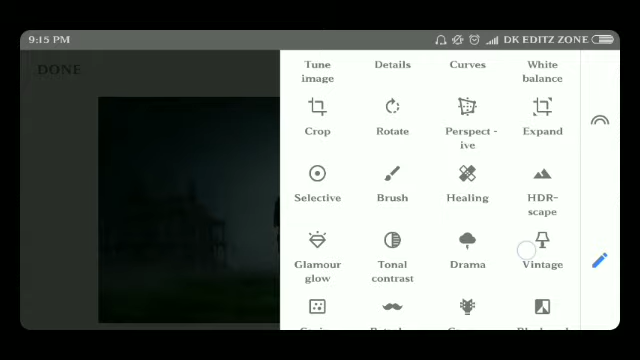 9:15 PM
DK EDITZ ZONE
DONE
Tune image
Details
Curves
White balance
Crop
Rotate
Perspect - ive
Expand
Selective
Brush
Healing
HDR- scape
Glamour glow
Tonal contrast
Drama
Vintage